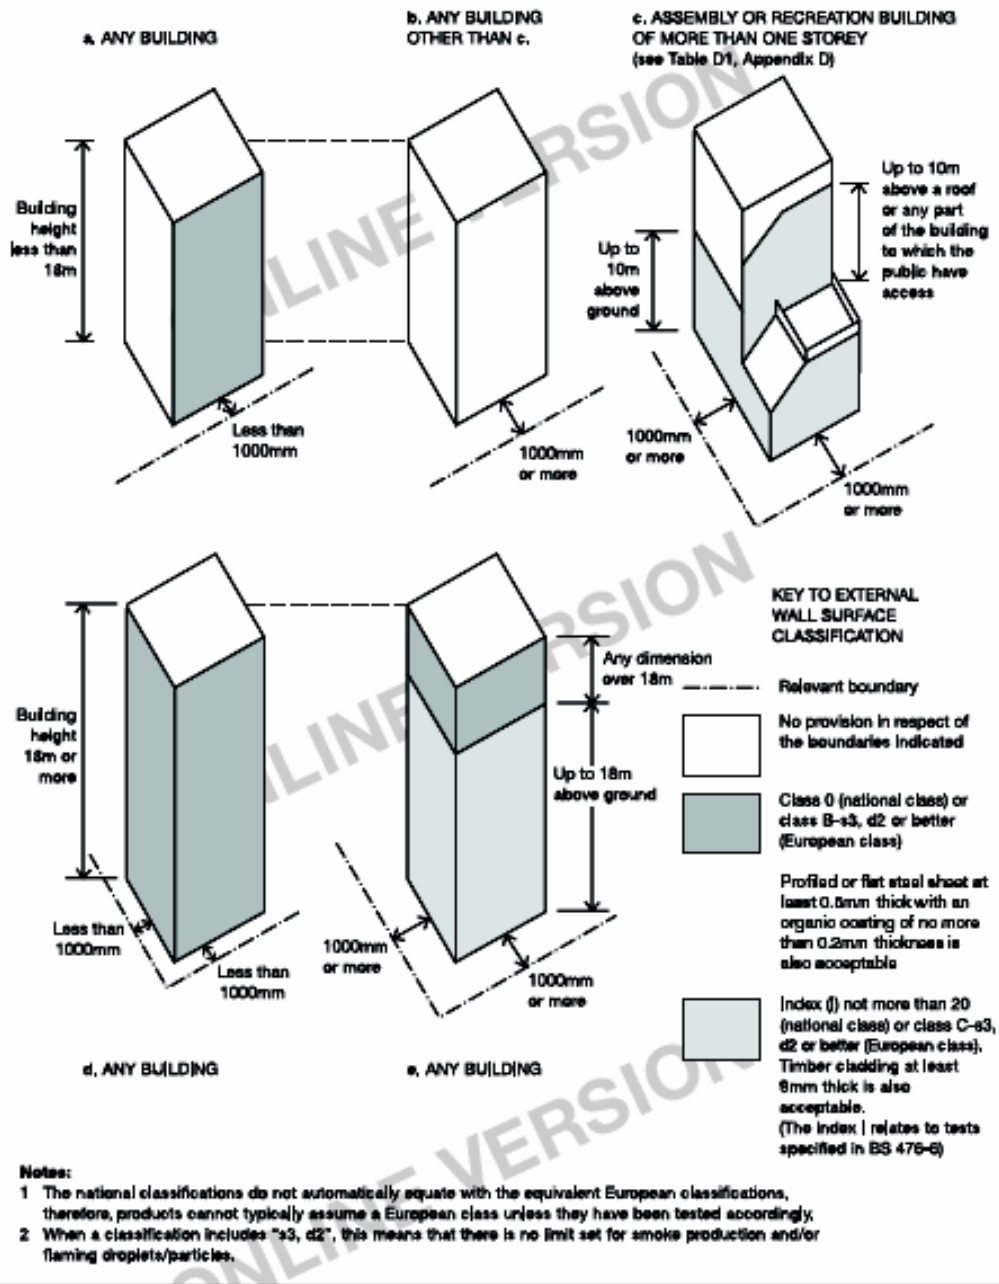 a. ANY BUILDING
b. ANY BUILDING
OTHER THAN c.
c. ASSEMBLY OR RECREATION BUILDING
OF MORE THAN ONE STOREY
(see Table D1, Appendix D)
Building
height
less than
18m
Less than
1000mm
1000mm
or more
Up to
10m
above
ground
Up to 10m
above a roof
or any part
of the building
to which the
public have
access
1000mm
or more
1000mm
or more
Building
height
18m or
more
Less than
1000mm
Less than
1000mm
Any dimension
over 18m
Up to 18m
above ground
1000mm
or more
1000mm
or more
d. ANY BUILDING
e. ANY BUILDING
KEY TO EXTERNAL
WALL SURFACE
CLASSIFICATION
Relevant boundary
No provision in respect of
the boundaries indicated
Class 0 (national class) or
class B-s3, d2 or better
(European class)
Profiled or flat steel sheet at
least 0.5mm thick with an
organic coating of no more
than 0.2mm thickness is
also acceptable
Index (I) not more than 20
(national class) or class C-s3,
d2 or better (European class).
Timber cladding at least
9mm thick is also
acceptable.
(The index I relates to tests
specified in BS 476-6)
Notes:
1 The national classifications do not automatically equate with the equivalent European classifications,
therefore, products cannot typically assume a European class unless they have been tested accordingly.
2 When a classification includes "s3, d2", this means that there is no limit set for smoke production and/or
flaming droplets/particles.
ONLINE VERSION
ONLINE VERSION
ONLINE VERSION